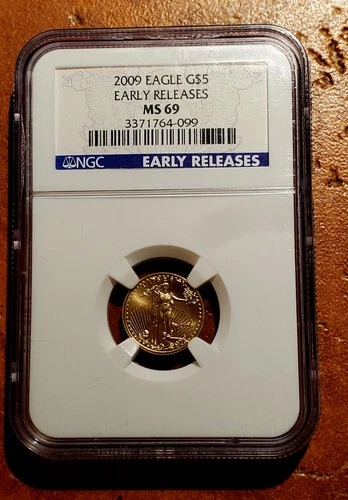 2009 EAGLE G$5
EARLY RELEASES
MS 69
3371764-099
NGC EARLY RELEASES